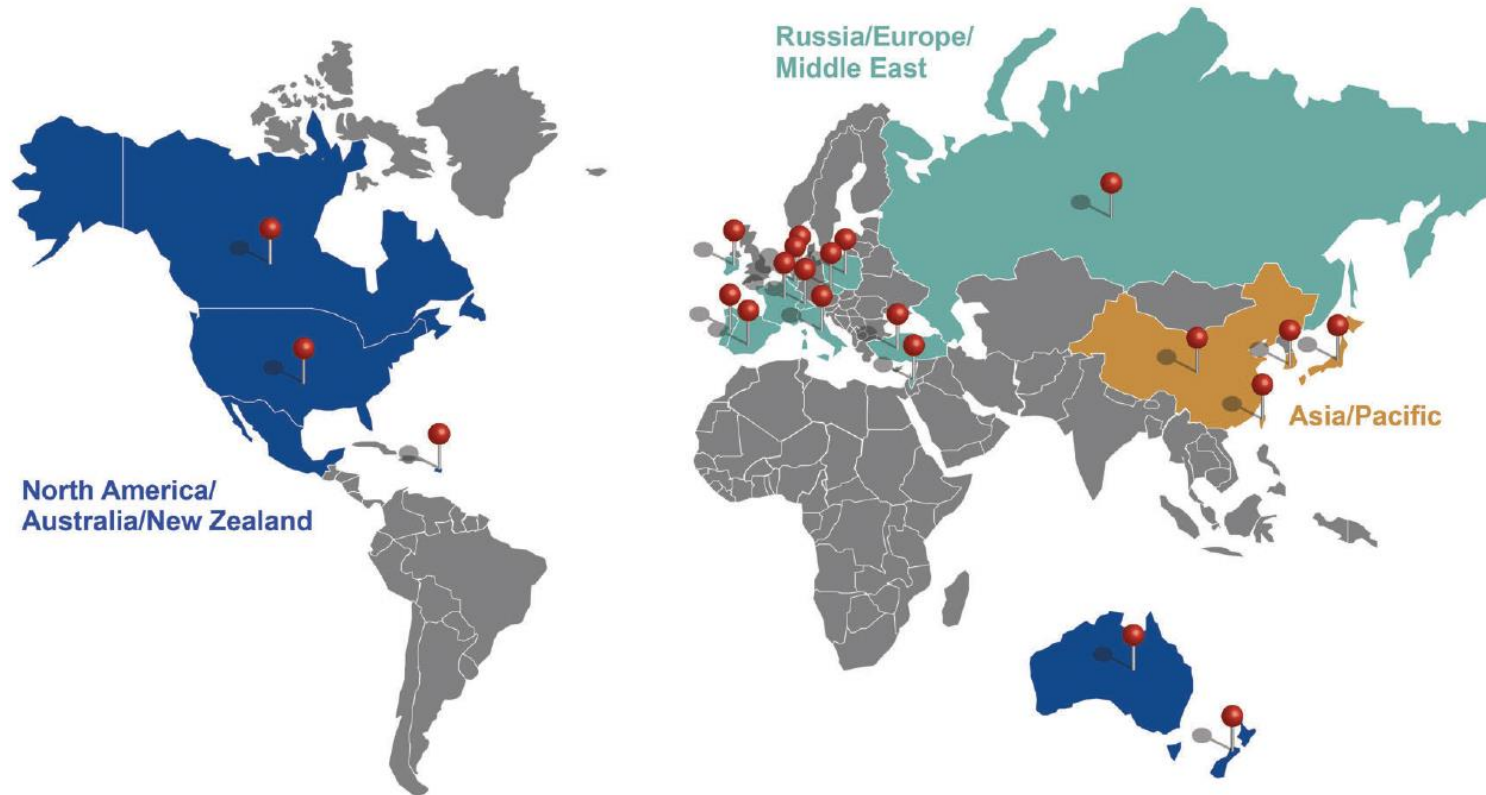 Russia/Europe/
Middle East
Asia/Pacific
North America/
Australia/New Zealand